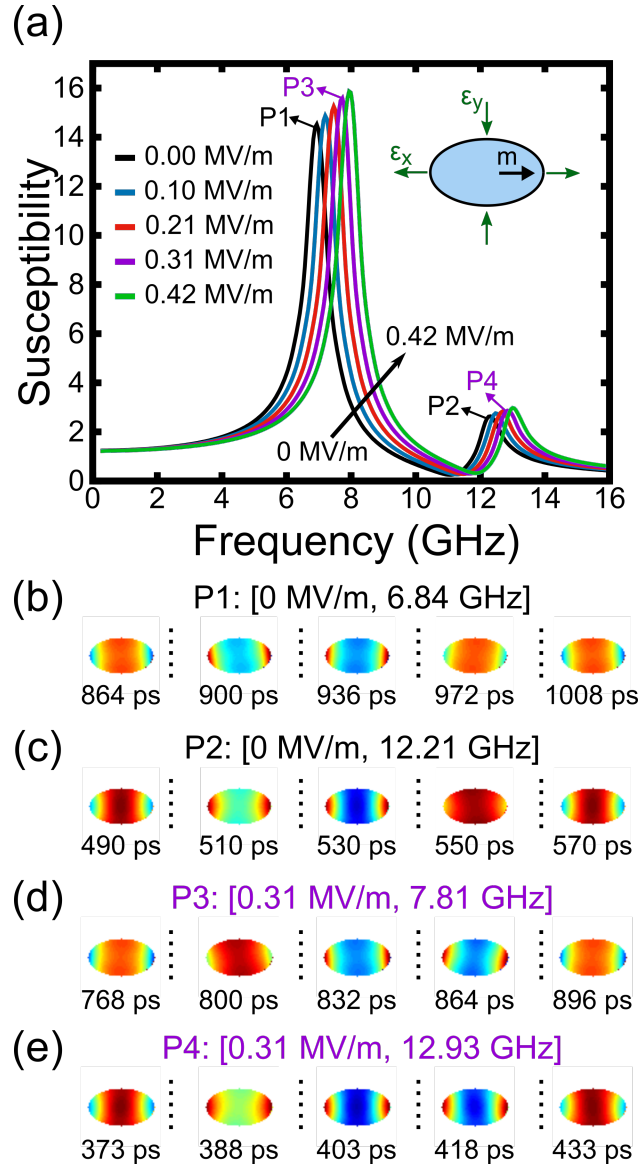 (a)
Susceptibility
16
14
12
10
8
6
4
2
0
0.00 MV/m
0.10 MV/m
0.21 MV/m
0.31 MV/m
0.42 MV/m
P1
P3
εy
εx
m
0.42 MV/m
0 MV/m
P4
P2
0 2 4 6 8 10 12 14 16
Frequency (GHz)
(b) P1: [0 MV/m, 6.84 GHz]
864 ps 900 ps 936 ps 972 ps 1008 ps
(c) P2: [0 MV/m, 12.21 GHz]
490 ps 510 ps 530 ps 550 ps 570 ps
(d) P3: [0.31 MV/m, 7.81 GHz]
768 ps 800 ps 832 ps 864 ps 896 ps
(e) P4: [0.31 MV/m, 12.93 GHz]
373 ps 388 ps 403 ps 418 ps 433 ps